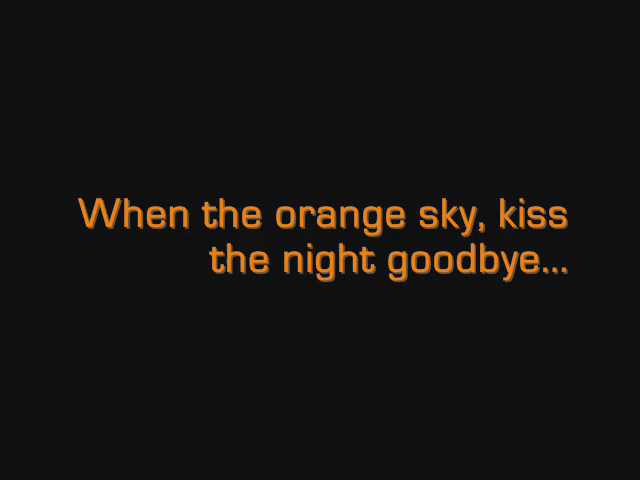 When the orange sky, kiss
the night goodbye...